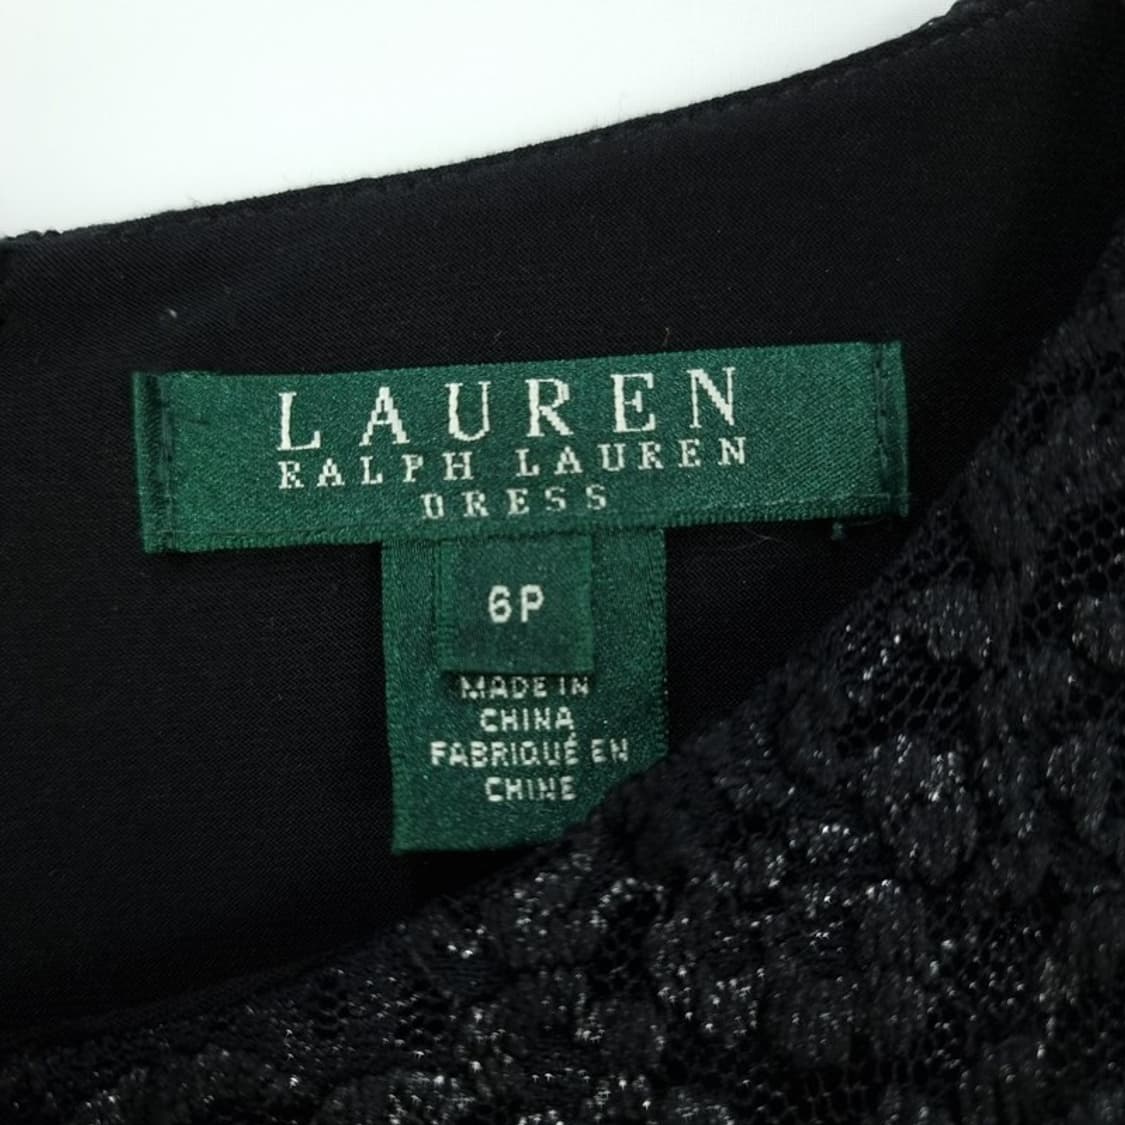 LAUREN
RALPH LAUREN
DRESS
6P
MADE IN
CHINA
FABRIQUÉ EN
CHINE